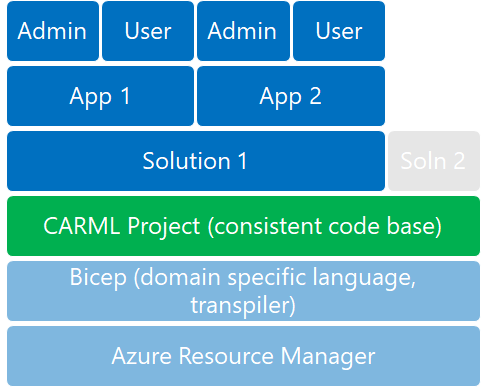 Admin User Admin User
App 1 App 2
Solution 1 Soln 2
CARML Project (consistent code base)
Bicep (domain specific language,
transpiler)
Azure Resource Manager